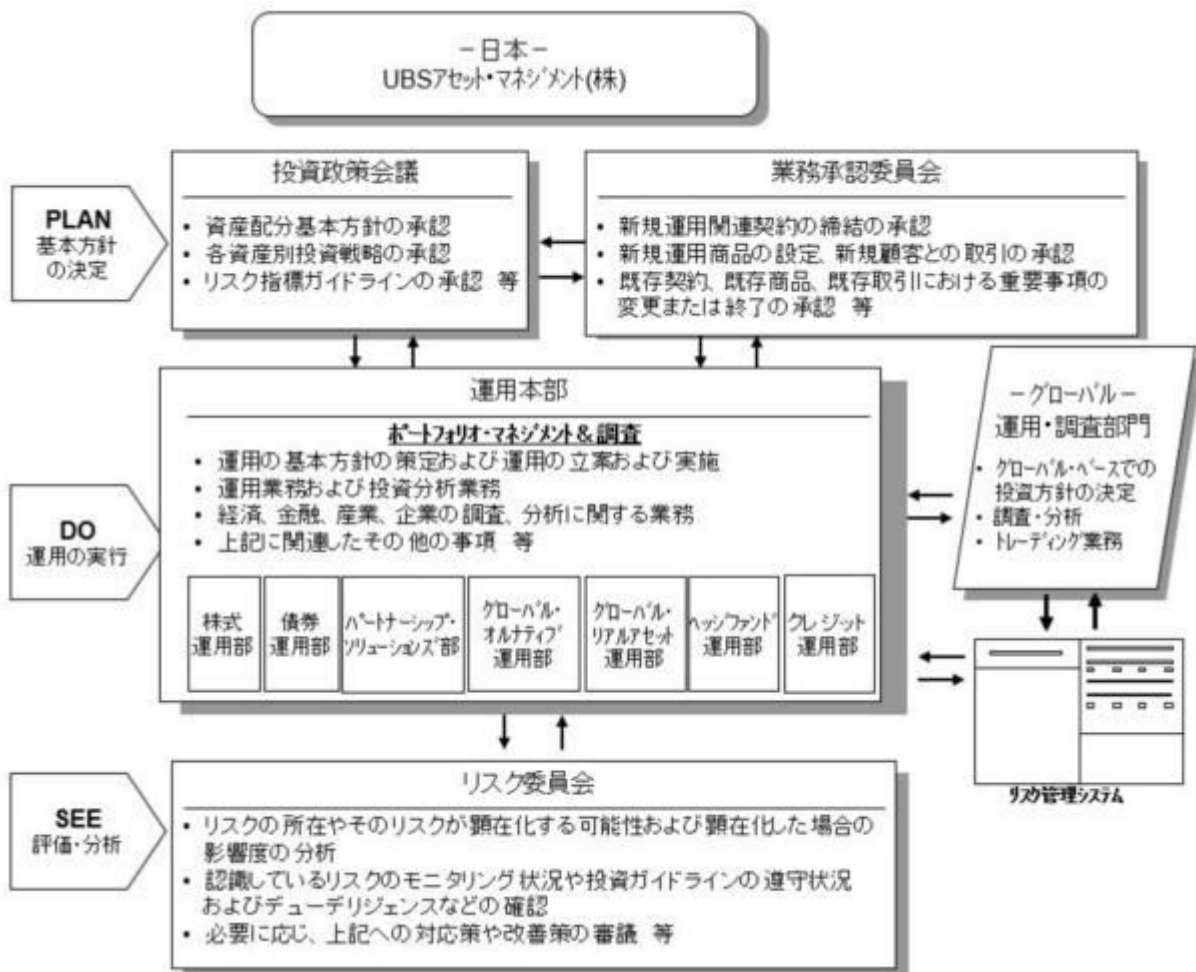 －日本－
UBSアセット・マネジメント(株)
PLAN
基本方針
の決定
投資政策会議
• 資産配分基本方針の承認
• 各資産別投資戦略の承認
• リスク指標ガイドラインの承認 等
業務承認委員会
• 新規運用関連契約の締結の承認
• 新規運用商品の設定、新規顧客との取引の承認
• 既存契約、既存商品、既存取引における重要事項の
変更または終了の承認 等
DO
運用の実行
運用本部
ポートフォリオ・マネジメント＆調査
• 運用の基本方針の策定および運用の立案および実施
• 運用業務および投資分析業務
• 経済、金融、産業、企業の調査、分析に関する業務
• 上記に関連したその他の事項 等
株式
運用部
債券
運用部
パートナーシップ・
ソリューションズ部
グローバル・
オルナティブ
運用部
グローバル・
リアルアセット
運用部
ヘッジファンド
運用部
クレジット
運用部
－グローバル－
運用・調査部門
• グローバル・ベースでの
投資方針の決定
• 調査・分析
• トレーディング業務
リスク管理システム
SEE
評価・分析
リスク委員会
• リスクの所在やそのリスクが顕在化する可能性および顕在化した場合の
影響度の分析
• 認識しているリスクのモニタリング状況や投資ガイドラインの遵守状況
およびデューデリジェンスなどの確認
• 必要に応じ、上記への対応策や改善策の審議 等